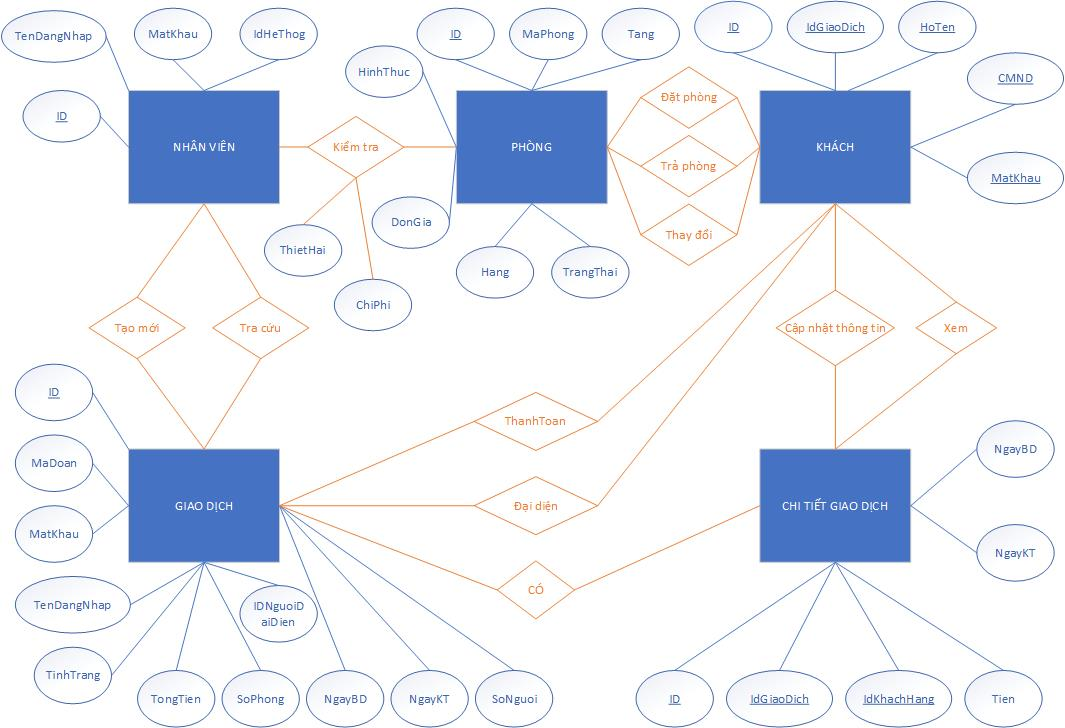 TenDangNhap
MatKhau
IdHeThog
ID
MaPhong
Tang
ID
IdGiaoDich
HoTen
HinhThuc
CMND
ID
Đặt phòng
NHÂN VIÊN
Kiểm tra
PHÒNG
Trả phòng
KHÁCH
MatKhau
Thay đổi
DonGia
ThietHai
Hang
TrangThai
ChiPhi
Tạo mới
Tra cứu
Cập nhật thông tin
Xem
ID
ThanhToan
MaDoan
NgayBD
GIAO DỊCH
Đại diện
CHI TIẾT GIAO DỊCH
MatKhau
NgayKT
CÓ
TenDangNhap
IDNguoiD
aiDien
TinhTrang
TongTien
SoPhong
NgayBD
NgayKT
SoNguoi
ID
IdGiaoDich
IdKhachHang
Tien